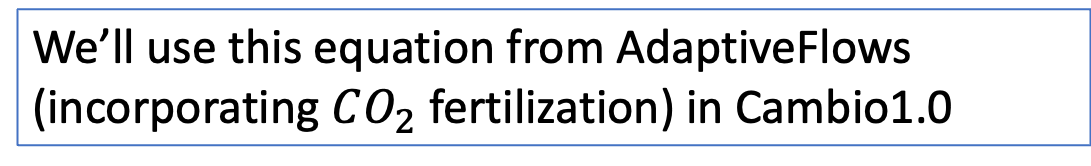 We’ll use this equation from AdaptiveFlows
(incorporating CO₂ fertilization) in Cambio1.0